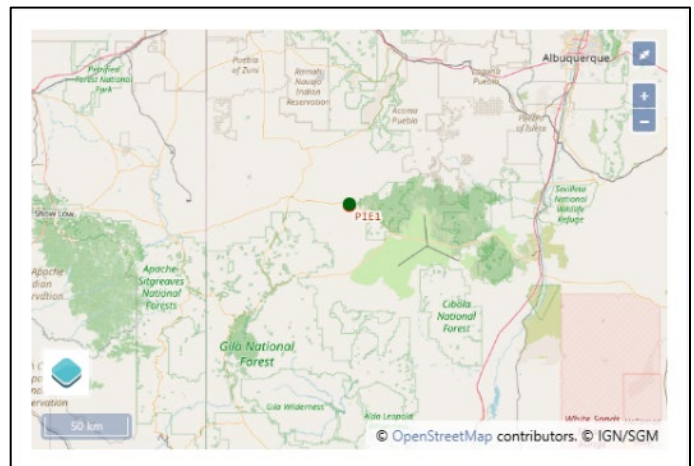 Albuquerque
Petrified
Forest National
Park
Pueblo
of Zuni
Ramah
Navajo
Indian
Reservation
Laguna
Pueblo
Acoma
Pueblo
Pueblo
of Isleta
+
−
Sevilleta
National
Wildlife
Refuge
PIE1
Show Low
Apache
Apache-
Sitgreaves
National
Forests
Cibola
National
Forest
Gila National
Forest
Gila Wilderness
Aldo Leopold
White Sands
50 km
© OpenStreetMap contributors. © IGN/SGM